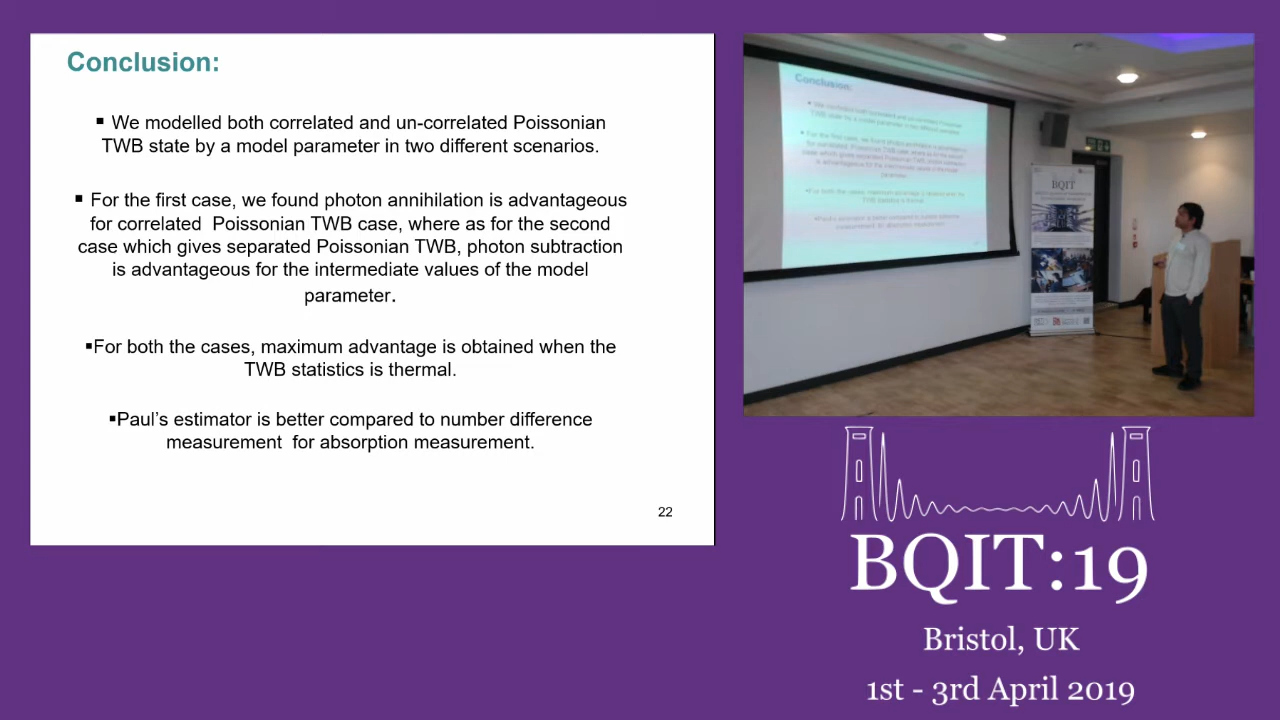 Conclusion:
▪ We modelled both correlated and un-correlated Poissonian
TWB state by a model parameter in two different scenarios.
▪ For the first case, we found photon annihilation is advantageous
for correlated Poissonian TWB case, where as for the second
case which gives separated Poissonian TWB, photon subtraction
is advantageous for the intermediate values of the model
parameter.
▪For both the cases, maximum advantage is obtained when the
TWB statistics is thermal.
▪Paul's estimator is better compared to number difference
measurement for absorption measurement.
22
Conclusion:
BQIT
BQIT:19
Bristol, UK
1st - 3rd April 2019